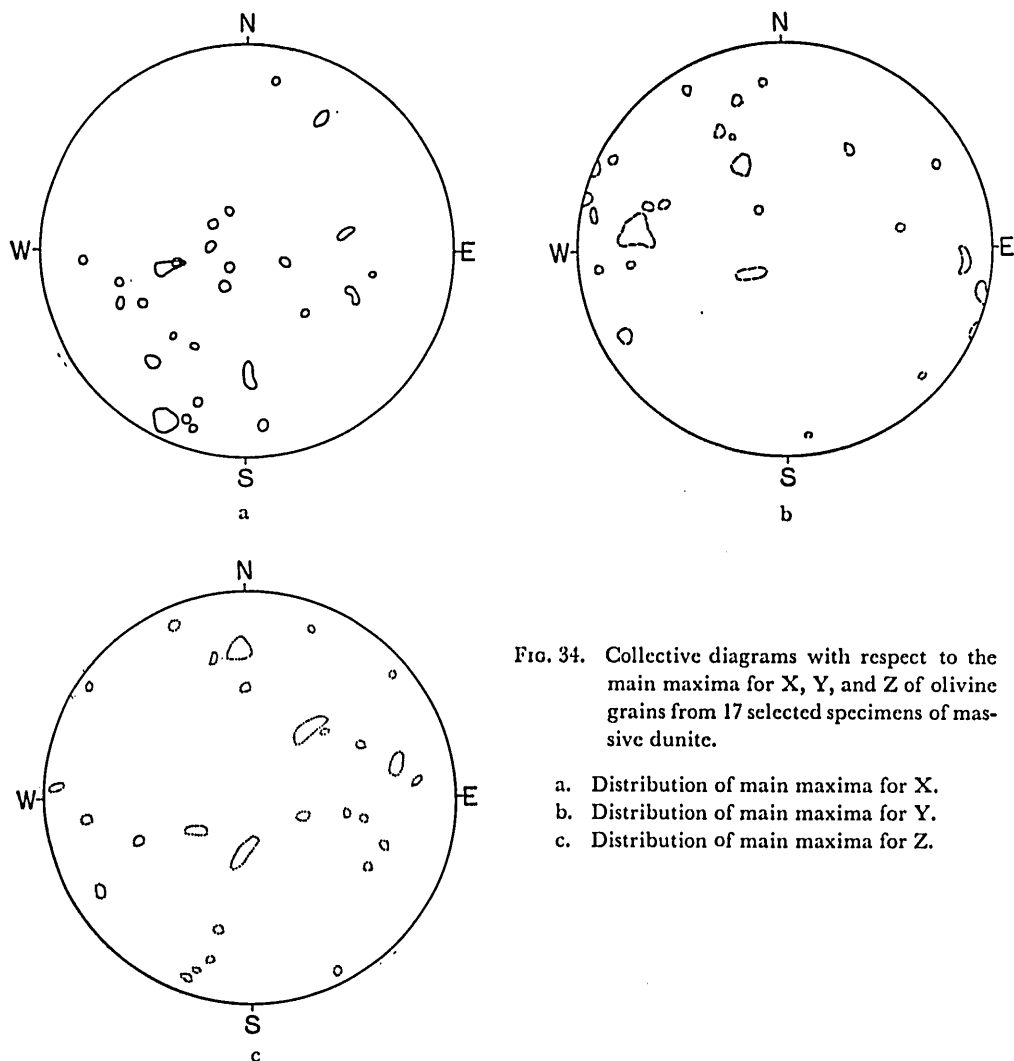 N
W
E
S
a
N
W
E
S
b
N
W
E
S
c
FIG. 34. Collective diagrams with respect to the
main maxima for X, Y, and Z of olivine
grains from 17 selected specimens of mas-
sive dunite.
a. Distribution of main maxima for X.
b. Distribution of main maxima for Y.
c. Distribution of main maxima for Z.